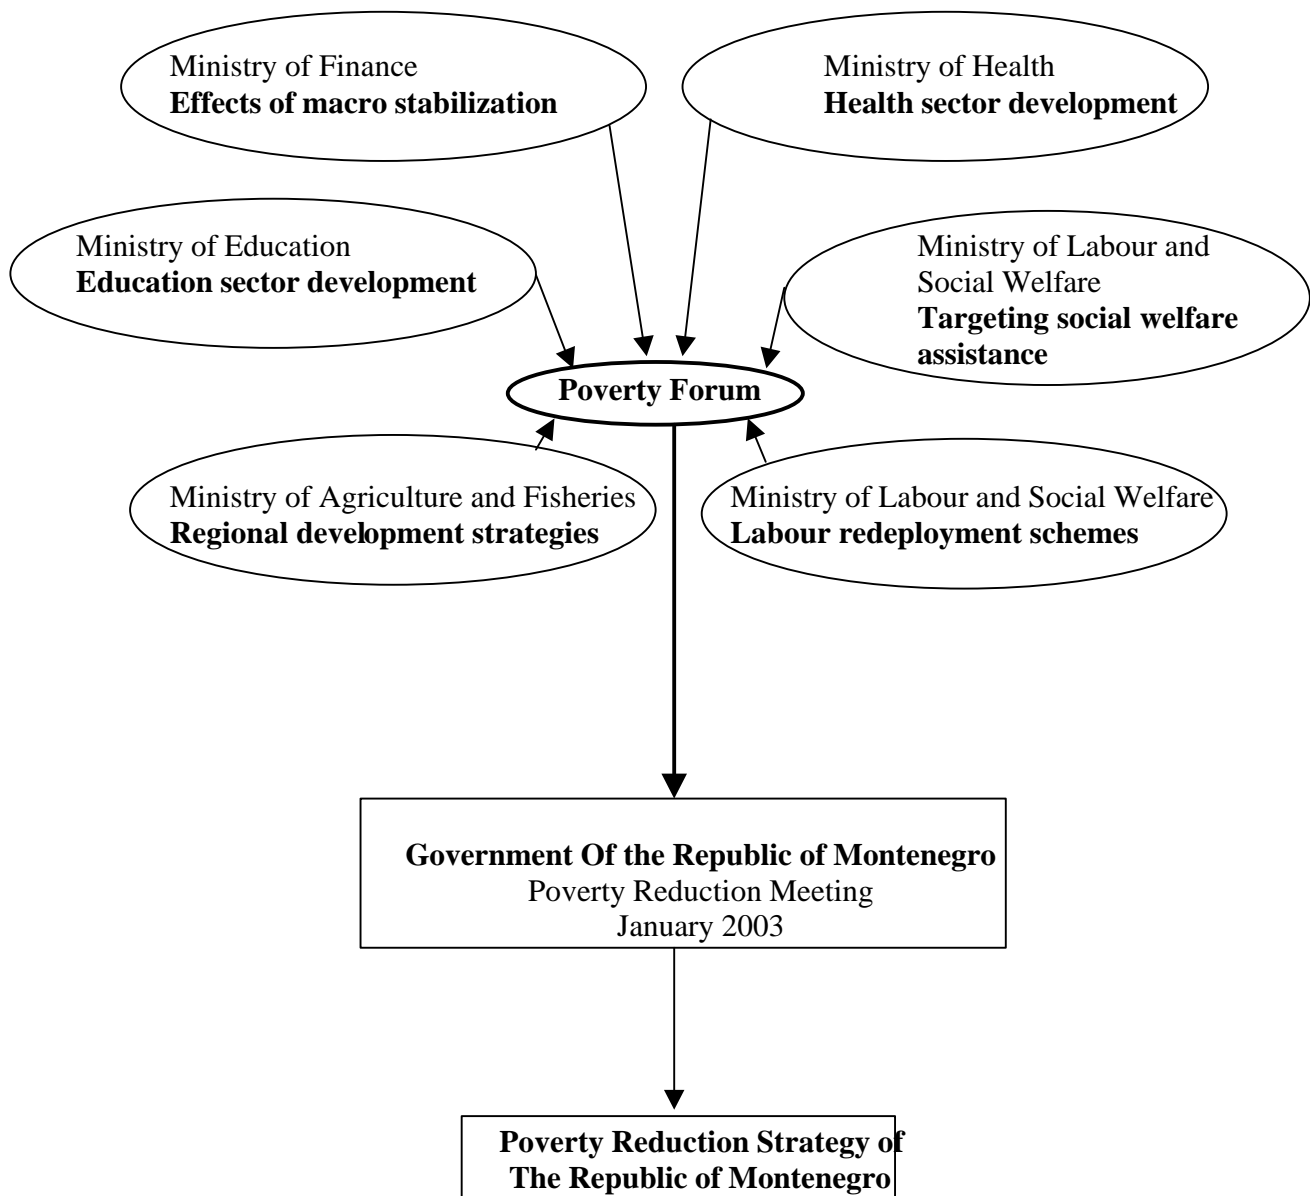 Ministry of Finance
Effects of macro stabilization
Ministry of Health
Health sector development
Ministry of Education
Education sector development
Ministry of Labour and
Social Welfare
Targeting social welfare
assistance
Poverty Forum
Ministry of Agriculture and Fisheries
Regional development strategies
Ministry of Labour and Social Welfare
Labour redeployment schemes
Government Of the Republic of Montenegro
Poverty Reduction Meeting
January 2003
Poverty Reduction Strategy of
The Republic of Montenegro